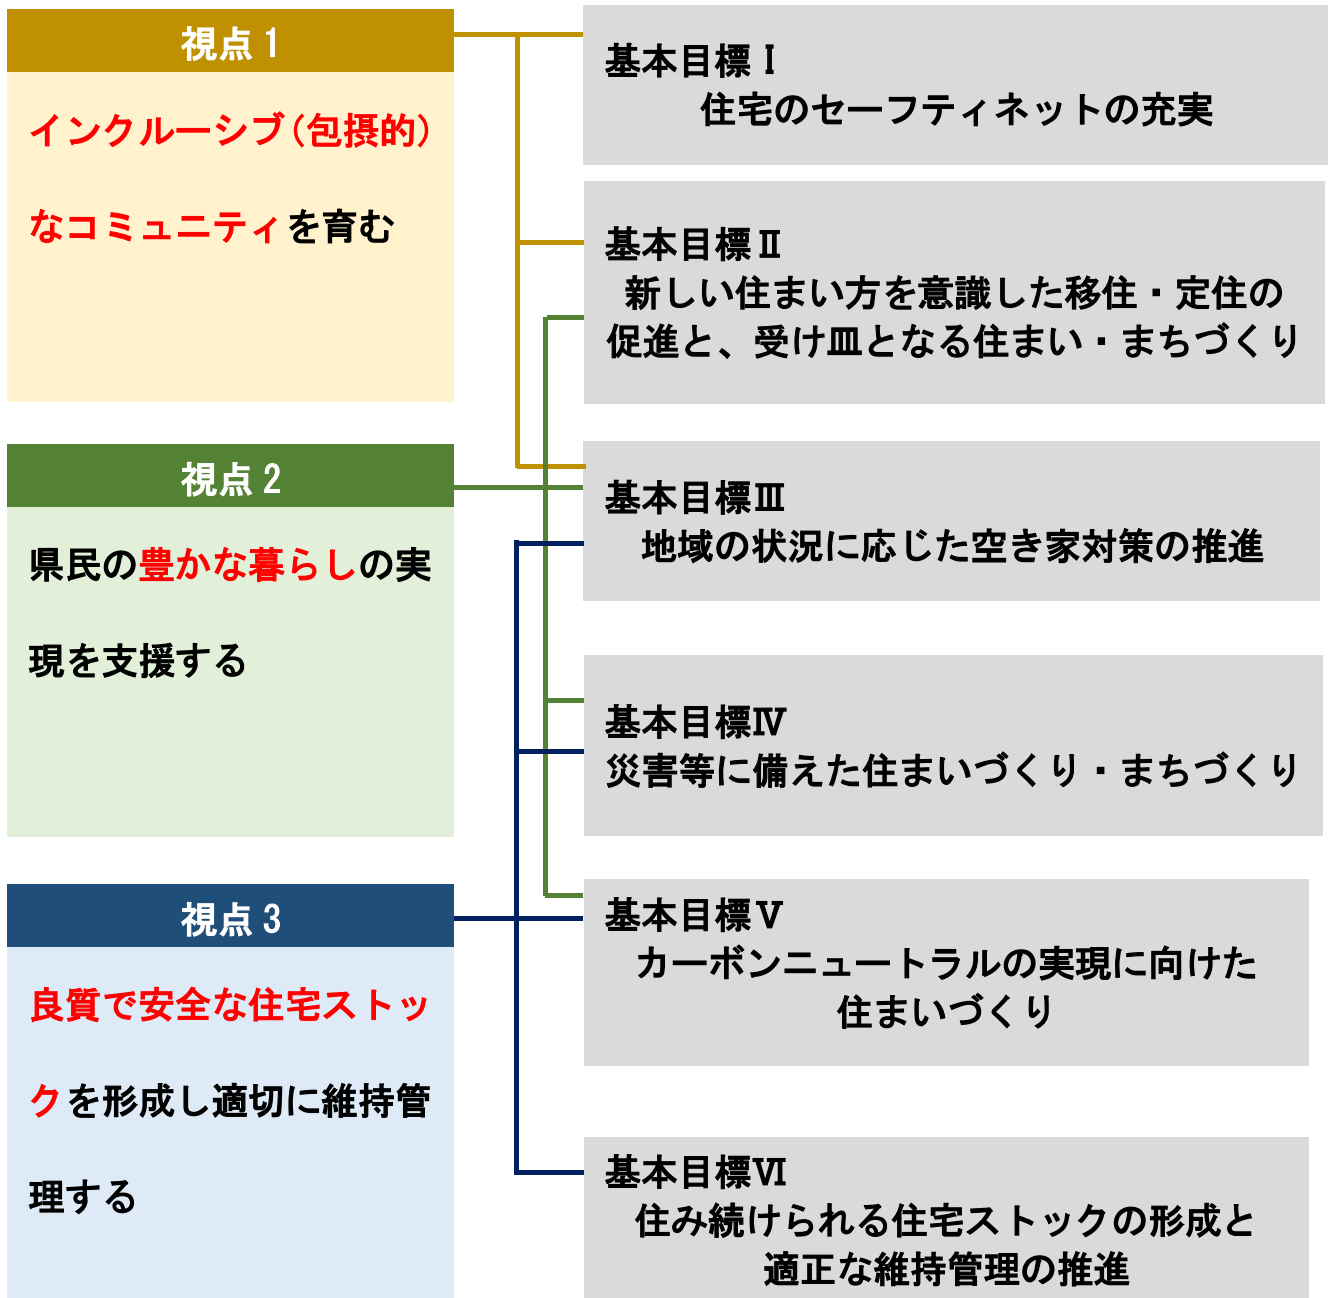 視点1
インクルーシブ(包摂的)
なコミュニティを育む
視点2
県民の豊かな暮らしの実
現を支援する
視点3
良質で安全な住宅ストッ
クを形成し適切に維持管
理する
基本目標Ⅰ
住宅のセーフティネットの充実
基本目標Ⅱ
新しい住まい方を意識した移住・定住の
促進と、受け皿となる住まい・まちづくり
基本目標Ⅲ
地域の状況に応じた空き家対策の推進
基本目標Ⅳ
災害等に備えた住まいづくり・まちづくり
基本目標Ⅴ
カーボンニュートラルの実現に向けた
住まいづくり
基本目標Ⅵ
住み続けられる住宅ストックの形成と
適正な維持管理の推進